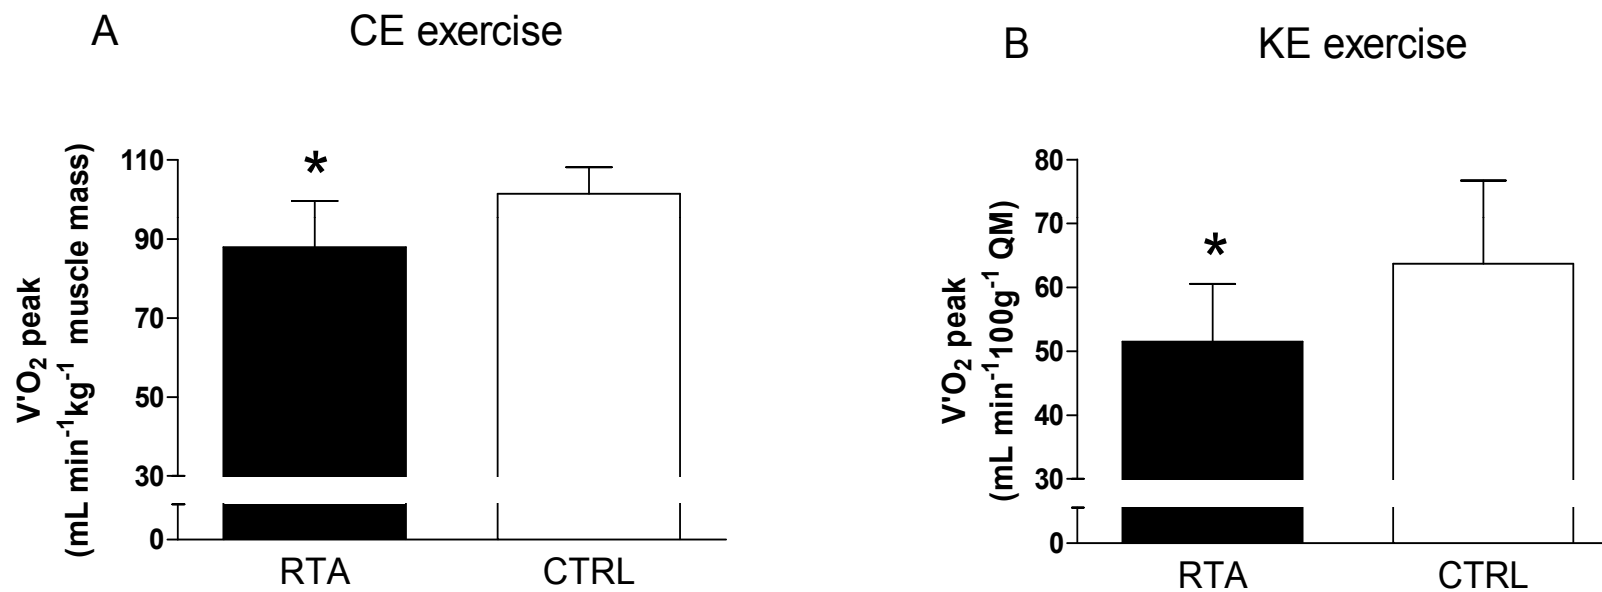 A
CE exercise
V'O₂ peak
(mL min⁻¹kg⁻¹ muscle mass)
110
90
70
50
30
0
*
RTA
CTRL
B
KE exercise
V'O₂ peak
(mL min⁻¹100g⁻¹ QM)
80
70
60
50
40
30
0
*
RTA
CTRL